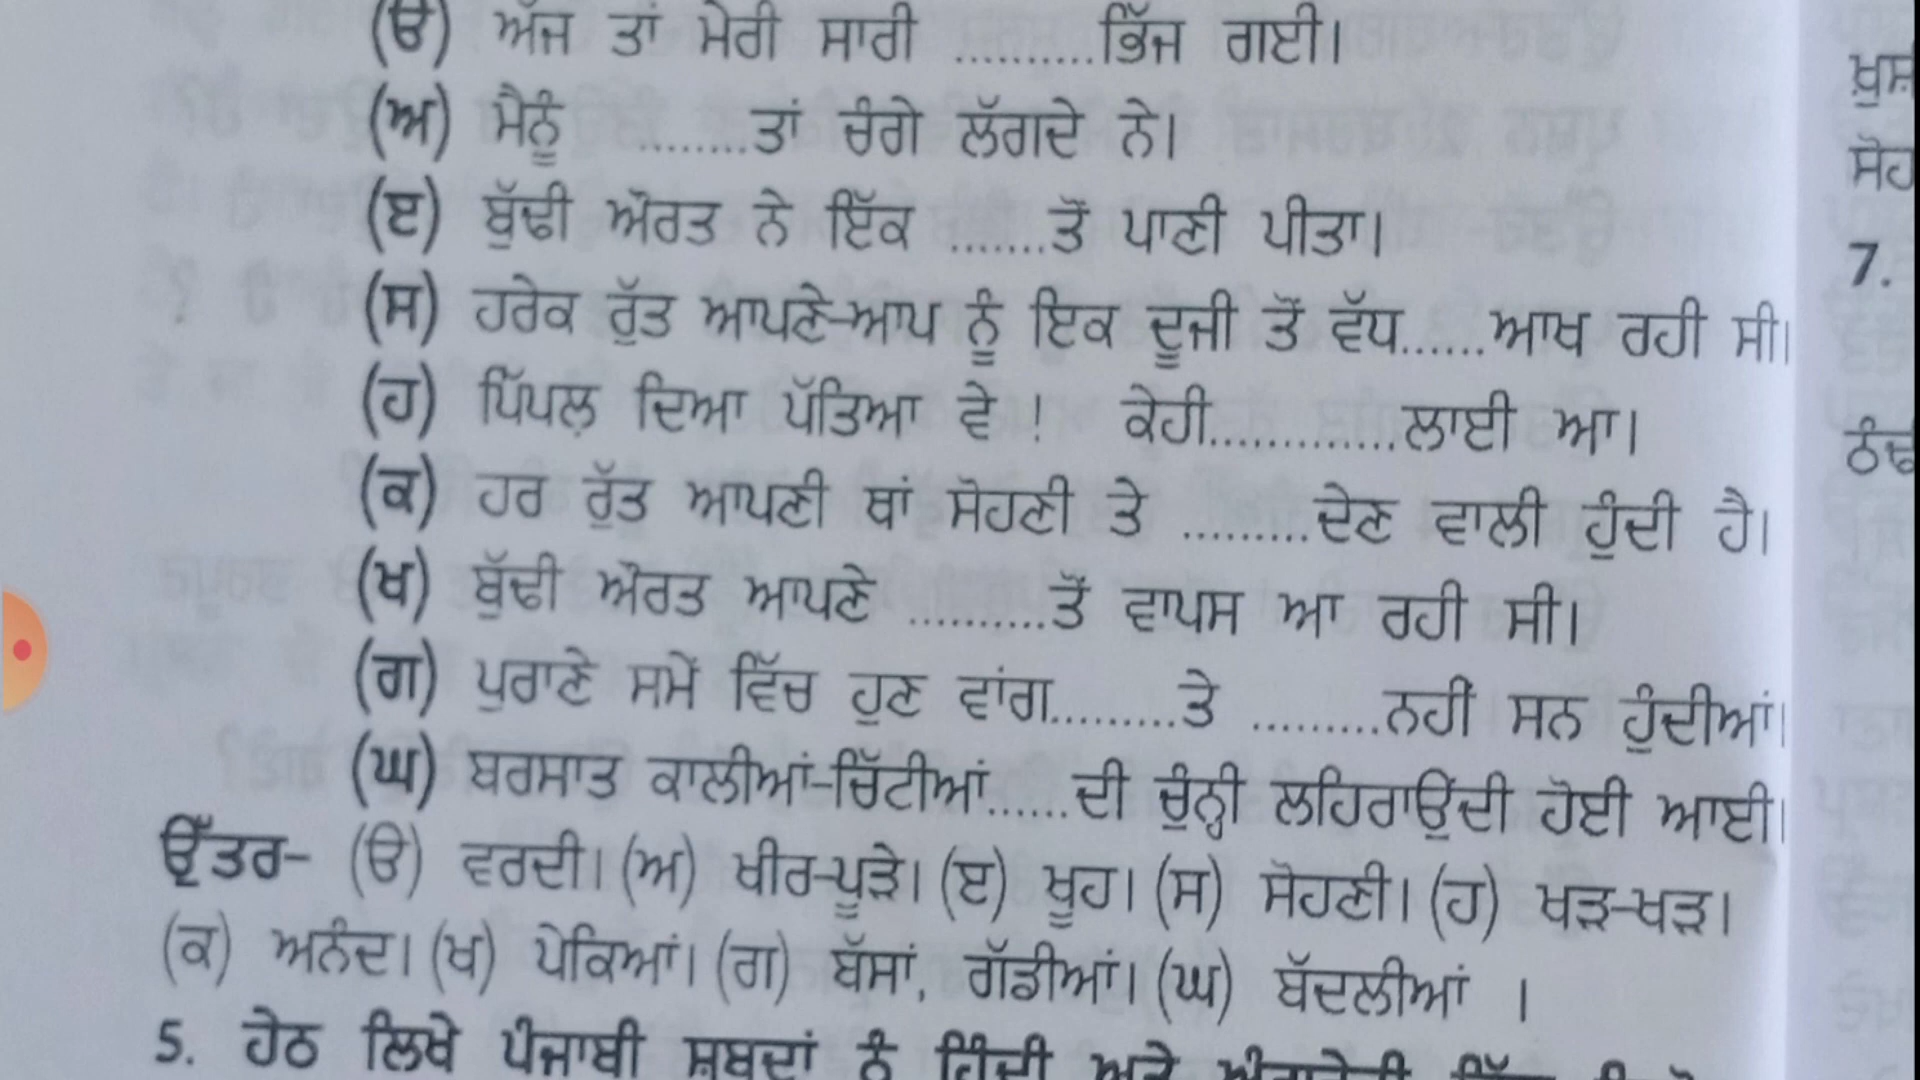 (ੳ) ਅੱਜ ਤਾਂ ਮੇਰੀ ਸਾਰੀ ..........ਭਿੱਜ ਗਈ।
(ਅ) ਮੈਨੂੰ ........ਤਾਂ ਚੰਗੇ ਲੱਗਦੇ ਨੇ।
(ੲ) ਬੁੱਢੀ ਔਰਤ ਨੇ ਇੱਕ .......ਤੋਂ ਪਾਣੀ ਪੀਤਾ।
(ਸ) ਹਰੇਕ ਰੁੱਤ ਆਪਣੇ-ਆਪ ਨੂੰ ਇਕ ਦੂਜੀ ਤੋਂ ਵੱਧ......ਆਖ ਰਹੀ ਸੀ।
(ਹ) ਪਿੱਪਲ਼ ਦਿਆ ਪੱਤਿਆ ਵੇ ! ਕੇਹੀ.............ਲਾਈ ਆ।
(ਕ) ਹਰ ਰੁੱਤ ਆਪਣੀ ਥਾਂ ਸੋਹਣੀ ਤੇ .........ਦੇਣ ਵਾਲੀ ਹੁੰਦੀ ਹੈ।
(ਖ) ਬੁੱਢੀ ਔਰਤ ਆਪਣੇ ..........ਤੋਂ ਵਾਪਸ ਆ ਰਹੀ ਸੀ।
(ਗ) ਪੁਰਾਣੇ ਸਮੇਂ ਵਿੱਚ ਹੁਣ ਵਾਂਗ.........ਤੇ .........ਨਹੀਂ ਸਨ ਹੁੰਦੀਆਂ।
(ਘ) ਬਰਸਾਤ ਕਾਲੀਆਂ-ਚਿੱਟੀਆਂ......ਦੀ ਚੁੰਨ੍ਹੀ ਲਹਿਰਾਉਂਦੀ ਹੋਈ ਆਈ।
ਉੱਤਰ- (ੳ) ਵਰਦੀ। (ਅ) ਖੀਰ-ਪੂੜੇ। (ੲ) ਖੂਹ। (ਸ) ਸੋਹਣੀ। (ਹ) ਖੜ-ਖੜ।
(ਕ) ਅਨੰਦ। (ਖ) ਪੇਕਿਆਂ। (ਗ) ਬੱਸਾਂ, ਗੱਡੀਆਂ। (ਘ) ਬੱਦਲੀਆਂ ।
5. ਹੇਠ ਲਿਖੇ ਪੰਜਾਬੀ ਸ਼ਬਦਾਂ ਨੂੰ ਹਿੰਦੀ ਅਤੇ
7.